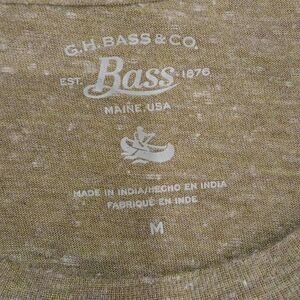 G.H. BASS & CO.
EST. Bass 1876
MAINE, USA
MADE IN INDIA/HECHO EN INDIA
FABRIQUÉ EN INDE
M